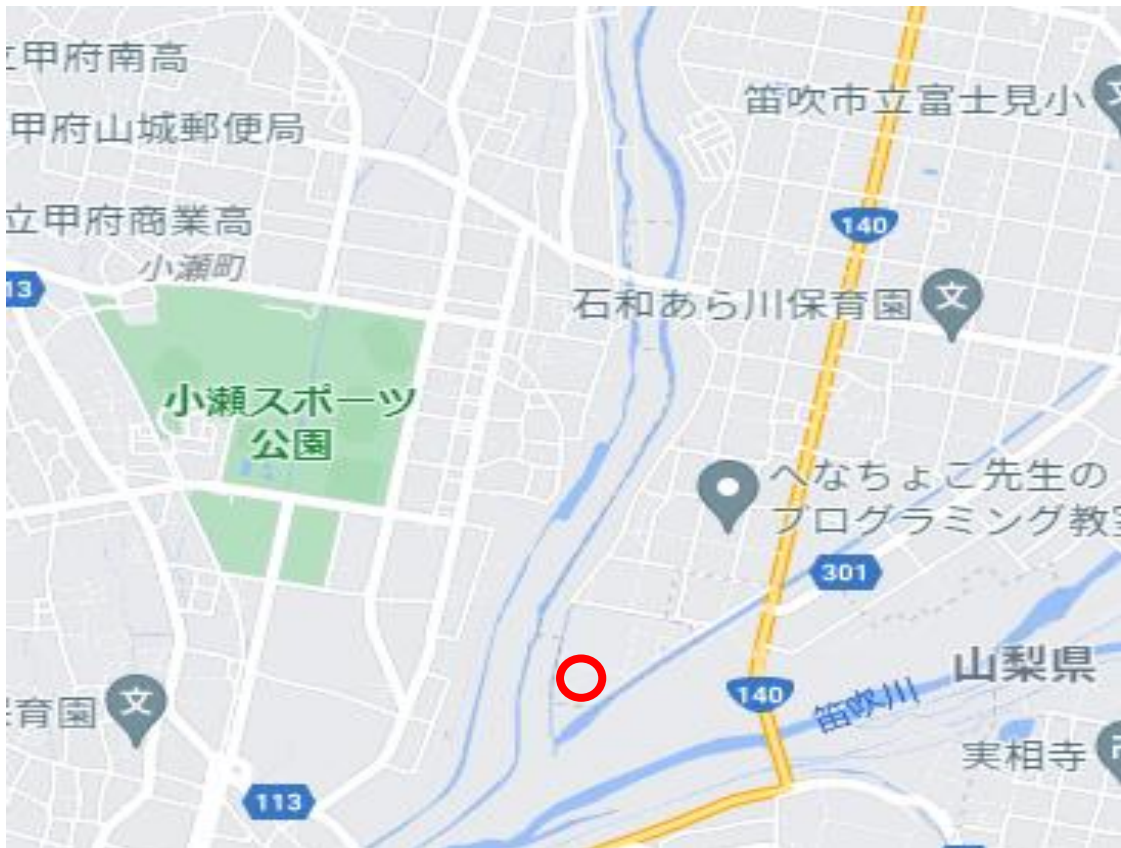 立甲府南高
笛吹市立富士見小
甲府山城郵便局
立甲府商業高
140
小瀬町
13
石和あら川保育園
小瀬スポーツ
公園
へなちょこ先生の
プログラミング教室
301
山梨県
140
笛吹川
保育園
実相寺
113